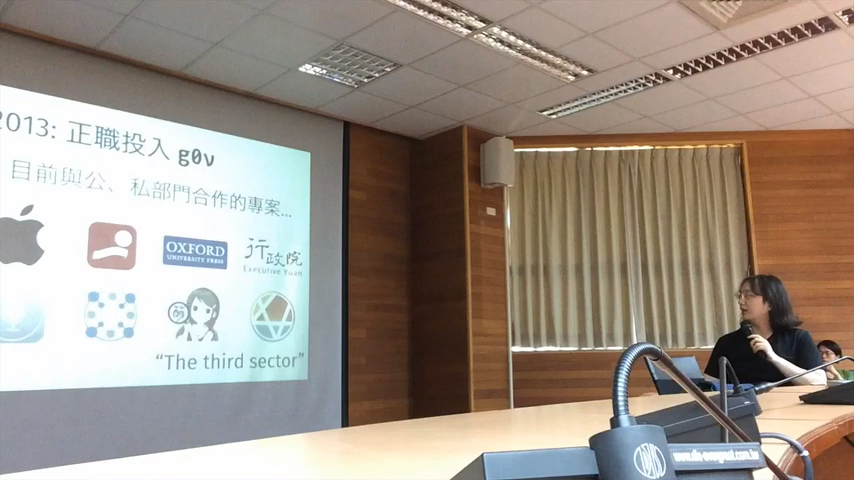 2013: 正職投入 g0v
目前與公、私部門合作的專案...
OXFORD
UNIVERSITY PRESS
行政院
Executive Yuan
萌
"The third sector"